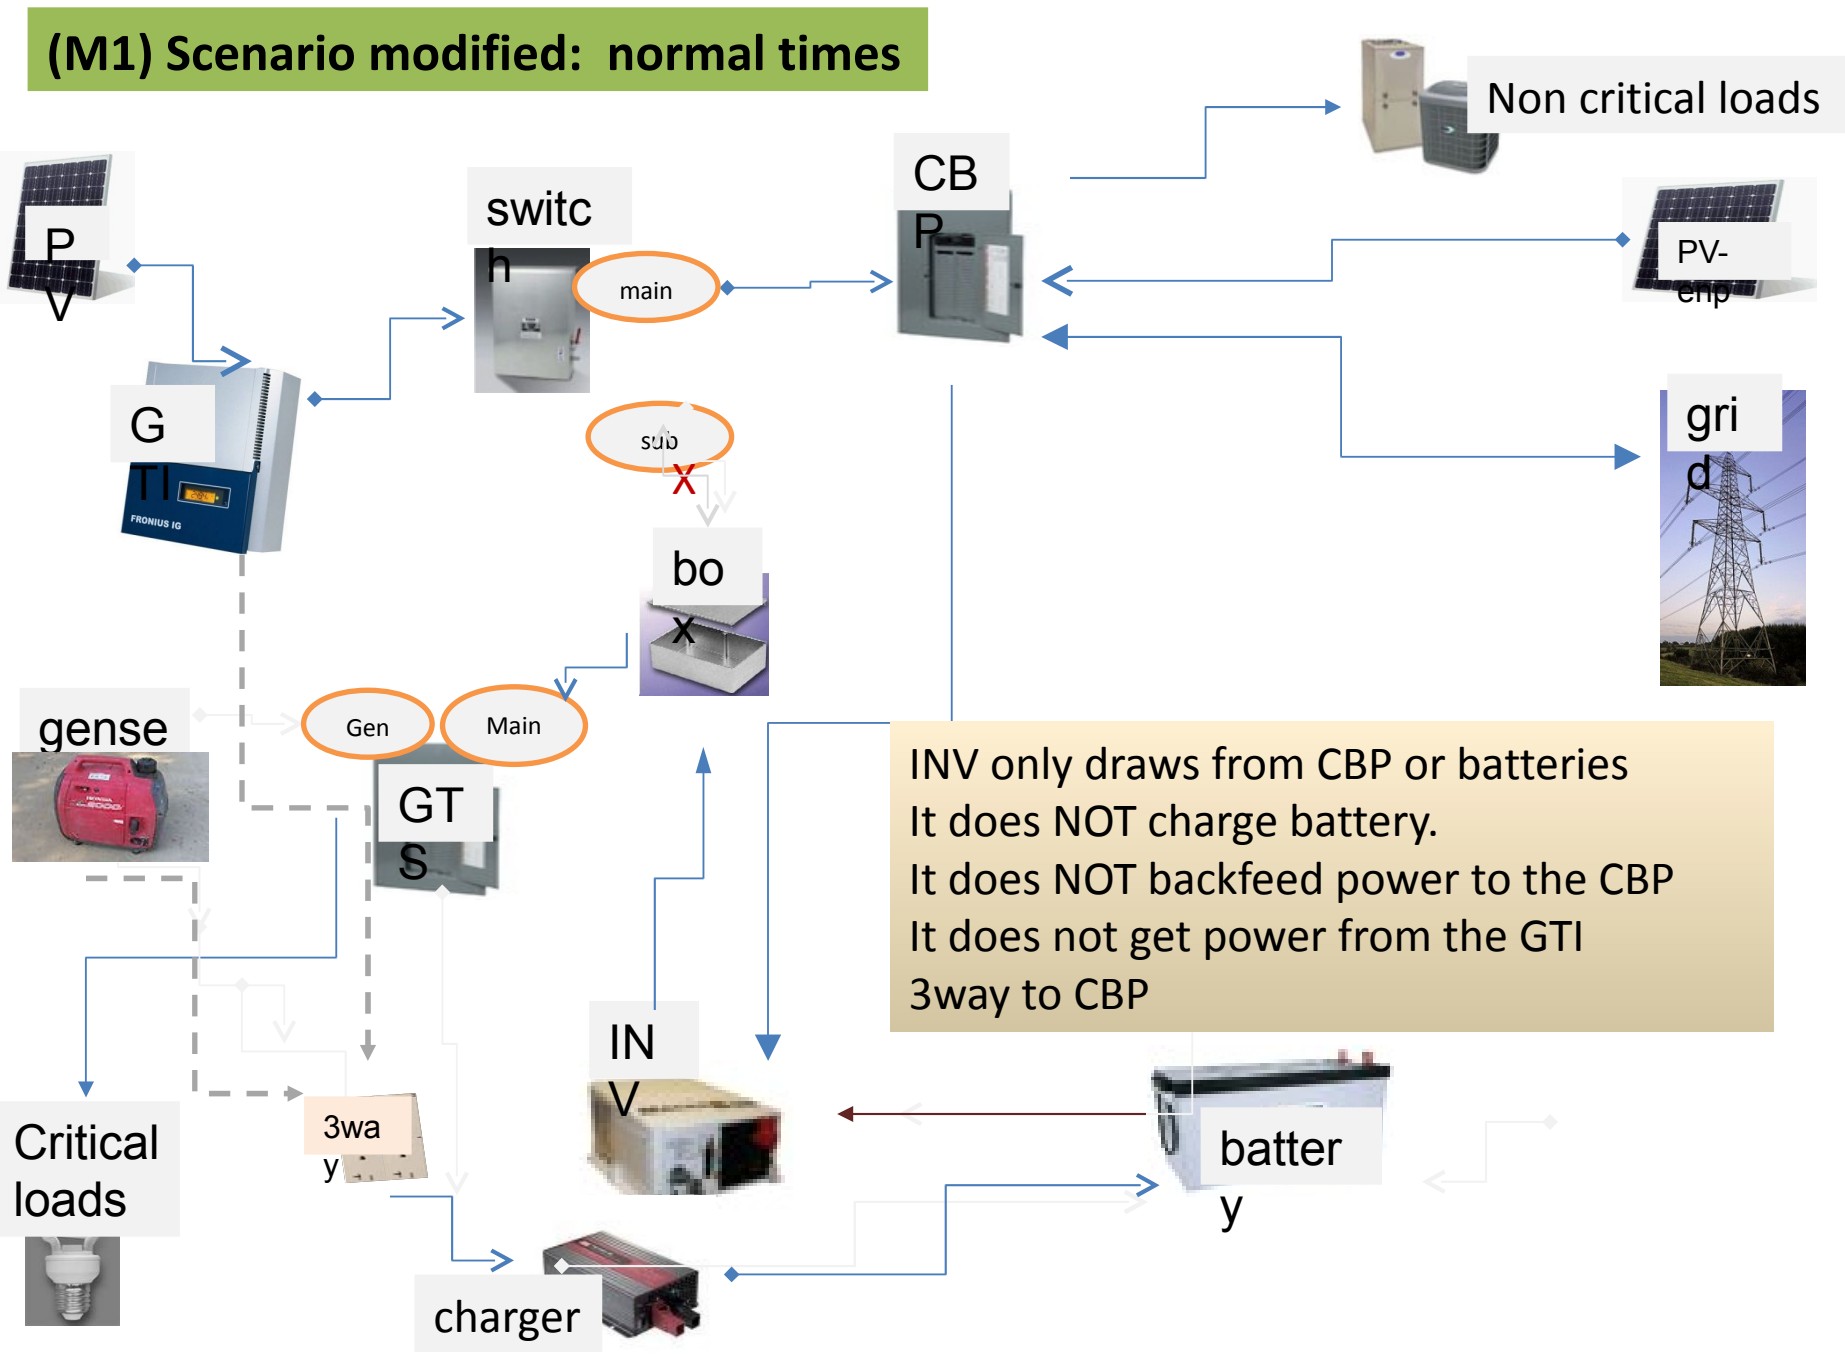 (M1) Scenario modified:  normal times
Non critical loads
CB
P
switc
h
P
V
PV-
enp
main
G
TI
FRONIUS IG
sub
X
gri
d
bo
x
gense
Gen
Main
GT
S
INV only draws from CBP or batteries
It does NOT charge battery.
It does NOT backfeed power to the CBP
It does not get power from the GTI
3way to CBP
IN
V
3wa
y
Critical
loads
batter
y
charger